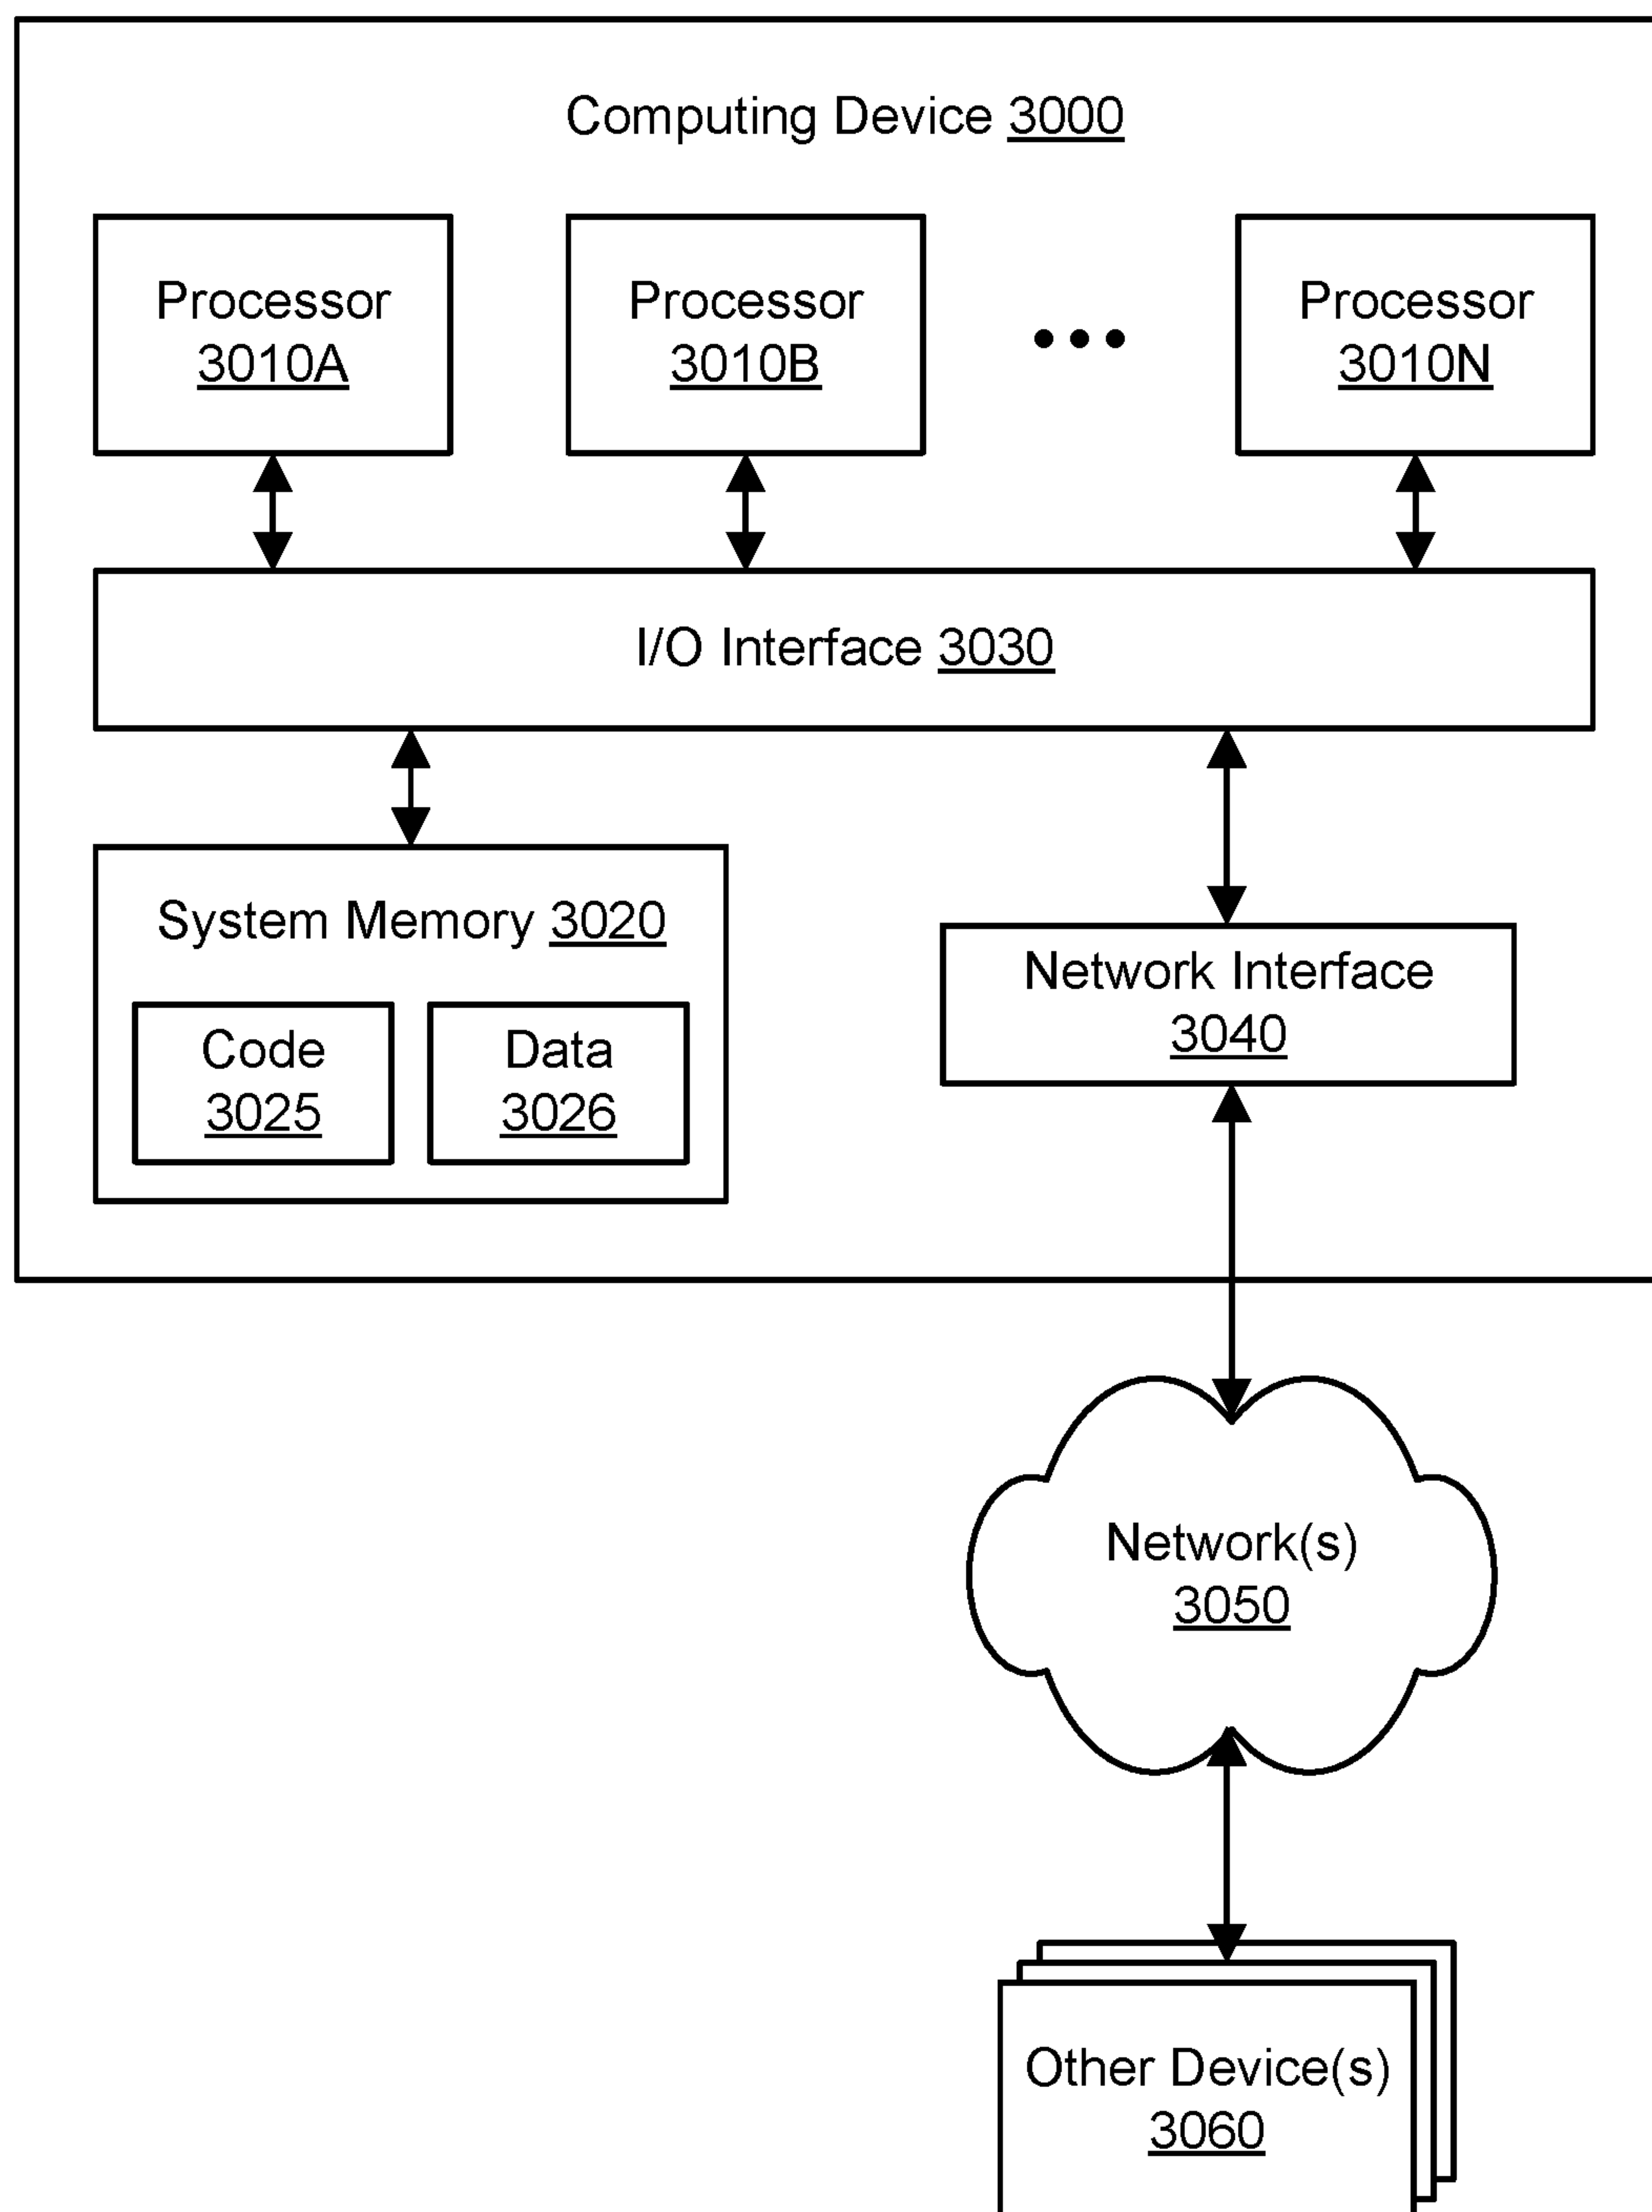 Computing Device 3000
Processor
3010A
Processor
3010B
Processor
3010N
I/O Interface 3030
System Memory 3020
Code
3025
Data
3026
Network Interface
3040
Network(s)
3050
Other Device(s)
3060